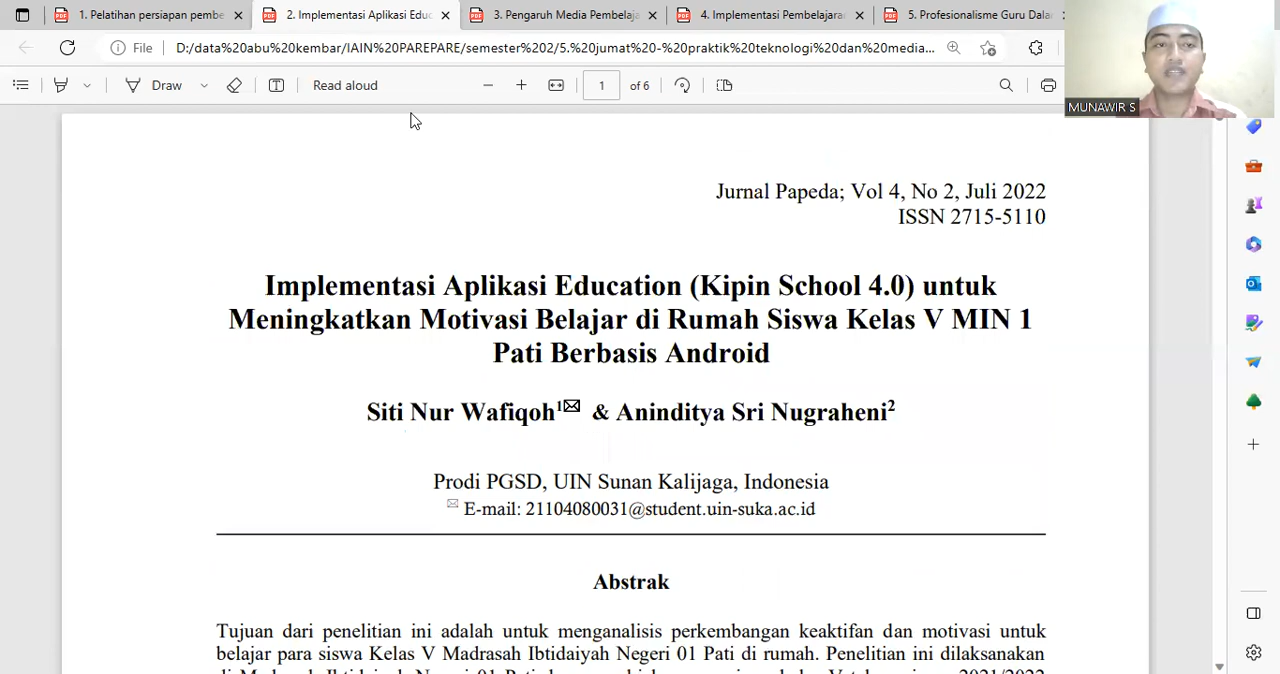 1. Pelatihan persiapan pembe
2. Implementasi Aplikasi Educ
3. Pengaruh Media Pembelaja
4. Implementasi Pembelajara
5. Profesionalisme Guru Dala
File
D:/data%20abu%20kembar/IAIN%20PAREPARE/semester%202/5.%20jumat%20-%20praktik%20teknologi%20dan%20media...
Draw
Read aloud
1
of 6
MUNAWIR S
Jurnal Papeda; Vol 4, No 2, Juli 2022
ISSN 2715-5110
Implementasi Aplikasi Education (Kipin School 4.0) untuk
Meningkatkan Motivasi Belajar di Rumah Siswa Kelas V MIN 1
Pati Berbasis Android
Siti Nur Wafiqoh¹✉ & Aninditya Sri Nugraheni²
Prodi PGSD, UIN Sunan Kalijaga, Indonesia
✉ E-mail: 21104080031@student.uin-suka.ac.id
Abstrak
Tujuan dari penelitian ini adalah untuk menganalisis perkembangan keaktifan dan motivasi untuk
belajar para siswa Kelas V Madrasah Ibtidaiyah Negeri 01 Pati di rumah. Penelitian ini dilaksanakan